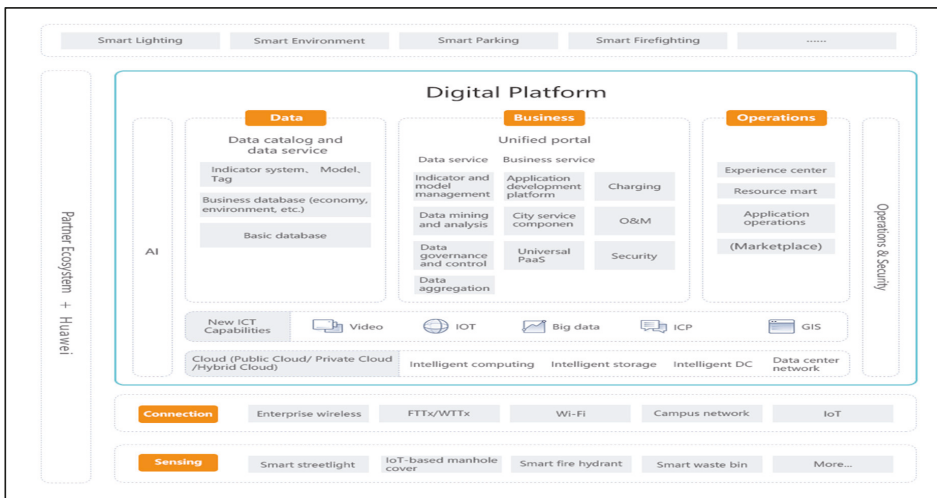 Smart Lighting
Smart Environment
Smart Parking
Smart Firefighting
······
Partner Ecosystem + Huawei
Digital Platform
AI
Data
Data catalog and
data service
Indicator system、 Model、
Tag
Business database (economy,
environment, etc.)
Basic database
Business
Unified portal
Data service
Business service
Indicator and
model
management
Data mining
and analysis
Data
governance
and control
Data
aggregation
Application
development
platform
City service
componen
Universal
PaaS
Charging
O&M
Security
Operations
Experience center
Resource mart
Application
operations
(Marketplace)
Operations & Security
New ICT
Capabilities
Video
IOT
Big data
ICP
GIS
Cloud (Public Cloud/ Private Cloud
/Hybrid Cloud)
Intelligent computing
Intelligent storage
Intelligent DC
Data center
network
Connection
Enterprise wireless
FTTx/WTTx
Wi-Fi
Campus network
IoT
Sensing
Smart streetlight
IoT-based manhole
cover
Smart fire hydrant
Smart waste bin
More...